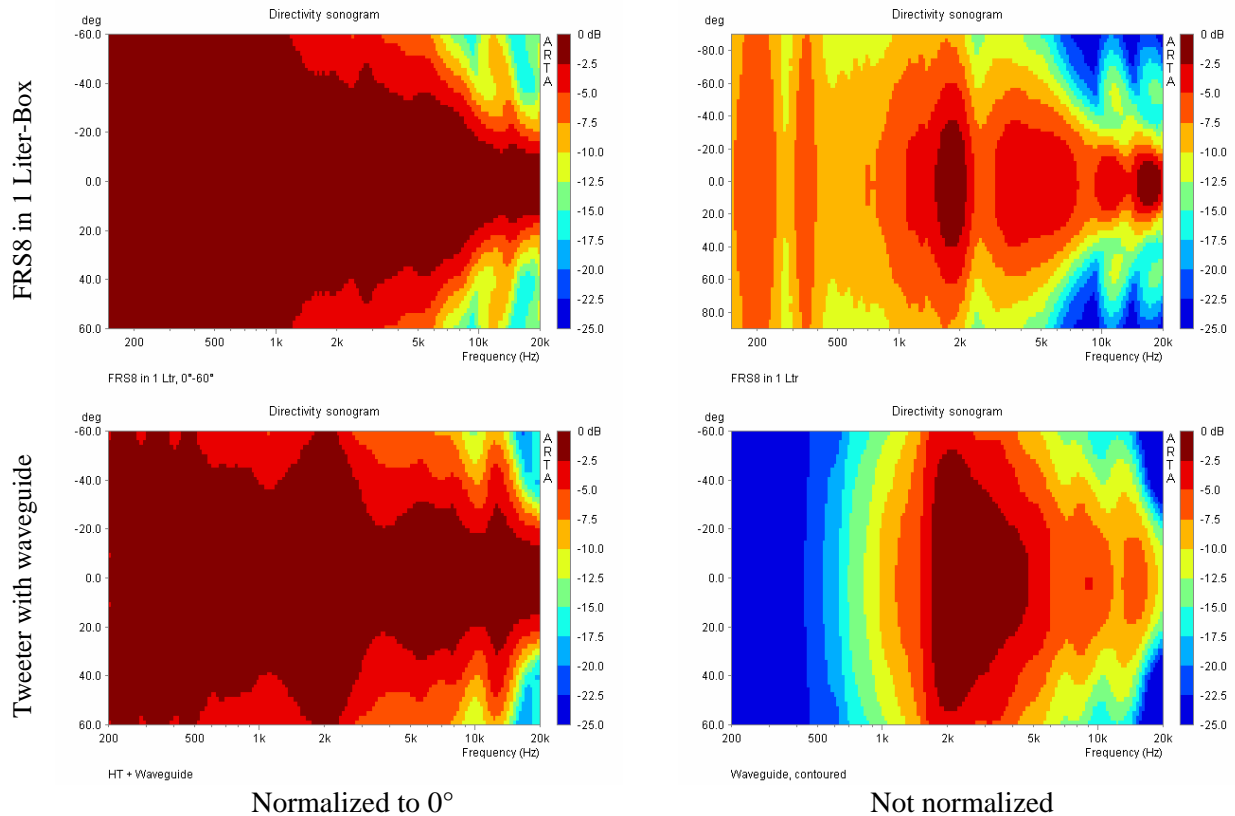 FRS8 in 1 Liter-Box
Directivity sonogram
deg
-60.0
-40.0
-20.0
0.0
20.0
40.0
60.0
200 500 1k 2k 5k 10k 20k
Frequency (Hz)
0 dB
-2.5
-5.0
-7.5
-10.0
-12.5
-15.0
-17.5
-20.0
-22.5
-25.0
A
R
T
A
FRS8 in 1 Ltr, 0°-60°
Directivity sonogram
deg
-80.0
-60.0
-40.0
-20.0
0.0
20.0
40.0
60.0
80.0
200 500 1k 2k 5k 10k 20k
Frequency (Hz)
0 dB
-2.5
-5.0
-7.5
-10.0
-12.5
-15.0
-17.5
-20.0
-22.5
-25.0
A
R
T
A
FRS8 in 1 Ltr
Tweeter with waveguide
Directivity sonogram
deg
-60.0
-40.0
-20.0
0.0
20.0
40.0
60.0
200 500 1k 2k 5k 10k 20k
Frequency (Hz)
0 dB
-2.5
-5.0
-7.5
-10.0
-12.5
-15.0
-17.5
-20.0
-22.5
-25.0
A
R
T
A
HT + Waveguide
Directivity sonogram
deg
-60.0
-40.0
-20.0
0.0
20.0
40.0
60.0
200 500 1k 2k 5k 10k 20k
Frequency (Hz)
0 dB
-2.5
-5.0
-7.5
-10.0
-12.5
-15.0
-17.5
-20.0
-22.5
-25.0
A
R
T
A
Waveguide, contoured
Normalized to 0°
Not normalized